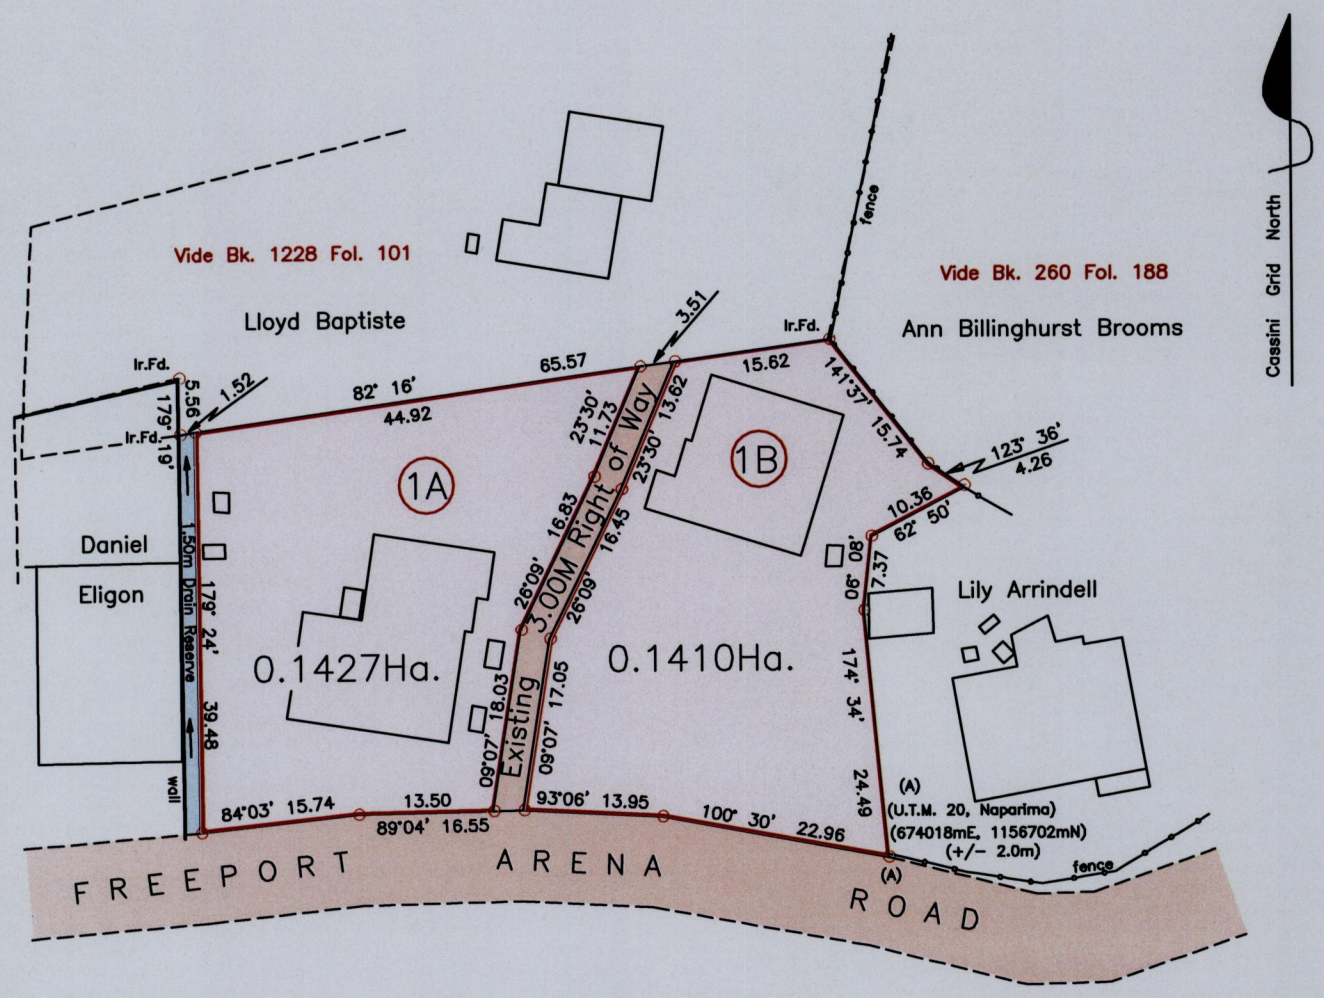 fence
Cassini Grid North
Vide Bk. 1228 Fol. 101
Vide Bk. 260 Fol. 188
Lloyd Baptiste
Ann Billinghurst Brooms
3.51
Ir.Fd.
Ir.Fd.
65.57
15.62
5.56
1.52
82° 16'
44.92
179° 19'
Ir.Fd.
23°30'
11.73
13.62
23°30'
141°37'
15.74
123° 36'
4.26
1A
1B
10.36
62° 50'
16.83
26°09'
16.45
26°09'
Existing 3.00M Right of Way
06° 08'
7.37
Daniel
Eligon
1.50m Drain Reserve
179° 24'
39.48
Lily Arrindell
0.1427Ha.
0.1410Ha.
09°07' 18.03
09°07' 17.05
174° 34'
24.49
wall
84°03' 15.74
13.50
89°04' 16.55
93°06' 13.95
100° 30' 22.96
(A)
(U.T.M. 20, Naparima)
(674018mE, 1156702mN)
(+/- 2.0m)
(A)
fence
FREEPORT ARENA ROAD